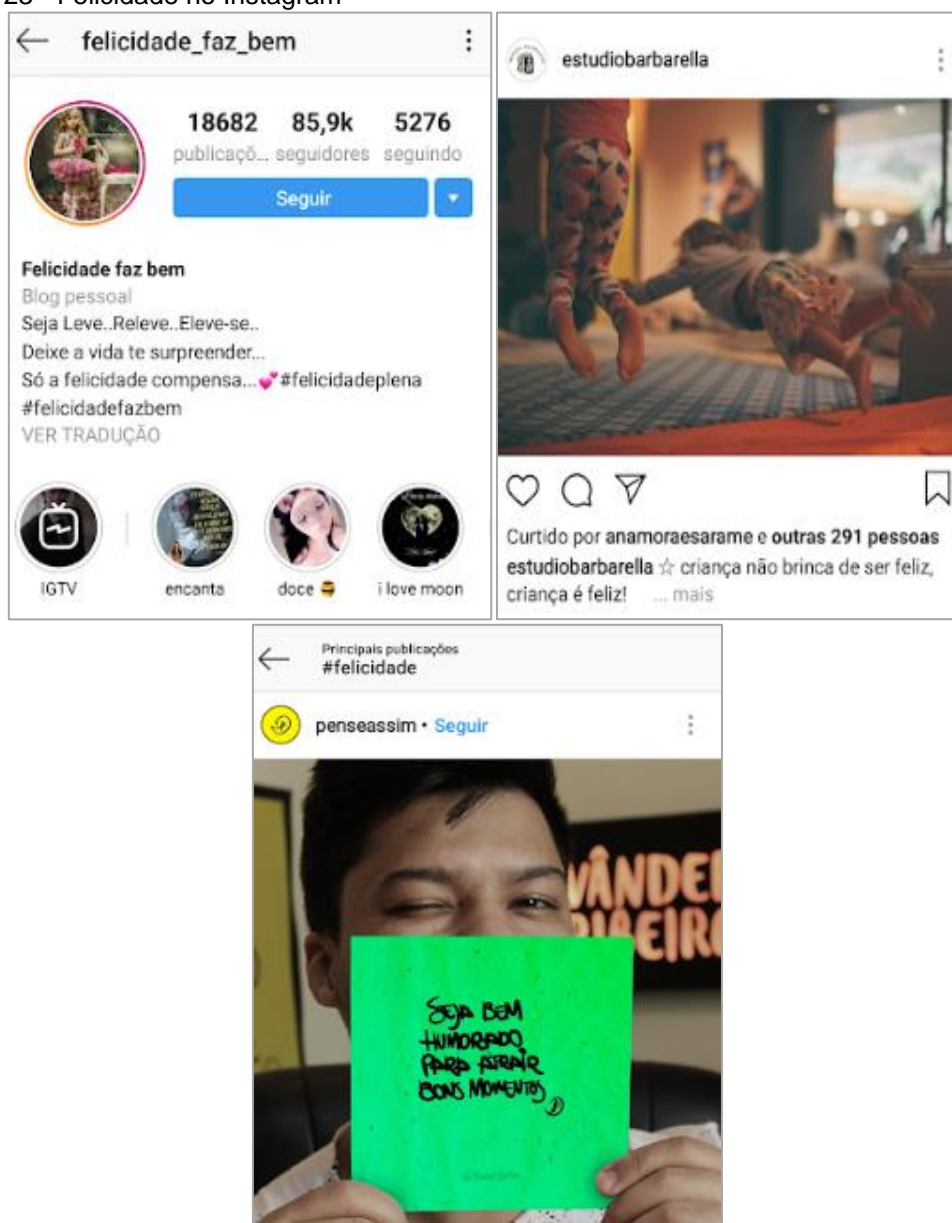 felicidade_faz_bem
18682 85,9k 5276
publicaçõ... seguidores seguindo
Seguir
Felicidade faz bem
Blog pessoal
Seja Leve..Releve..Eleve-se..
Deixe a vida te surpreender...
Só a felicidade compensa...💕#felicidadeplena
#felicidadefazbem
VER TRADUÇÃO
IGTV encanta doce i love moon
estudiobarbarella
Curtido por anamoraesarame e outras 291 pessoas
estudiobarbarella ☆ criança não brinca de ser feliz,
criança é feliz! ... mais
Principais publicações
#felicidade
penseassim • Seguir
VÂNDE
SEJA BEM
HUMORADO
PARA ATRAIR
BONS MOMENTOS